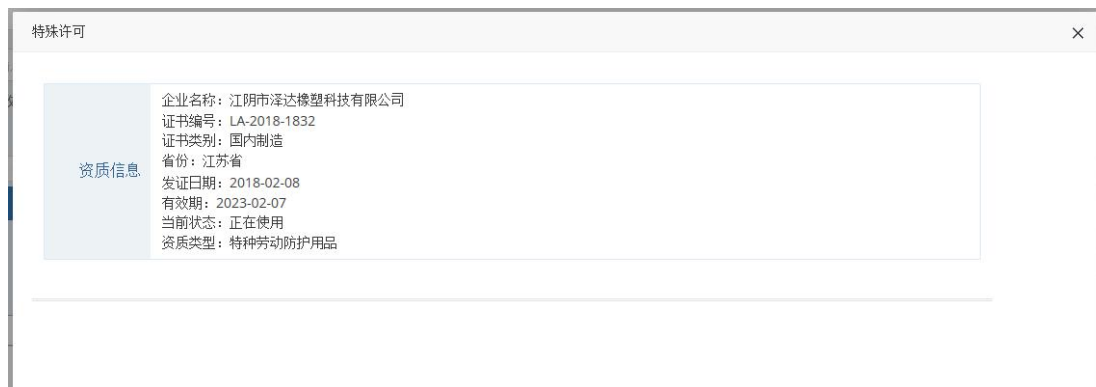 特殊许可
资质信息
企业名称：江阴市泽达橡塑科技有限公司
证书编号：LA-2018-1832
证书类别：国内制造
省份：江苏省
发证日期：2018-02-08
有效期：2023-02-07
当前状态：正在使用
资质类型：特种劳动防护用品